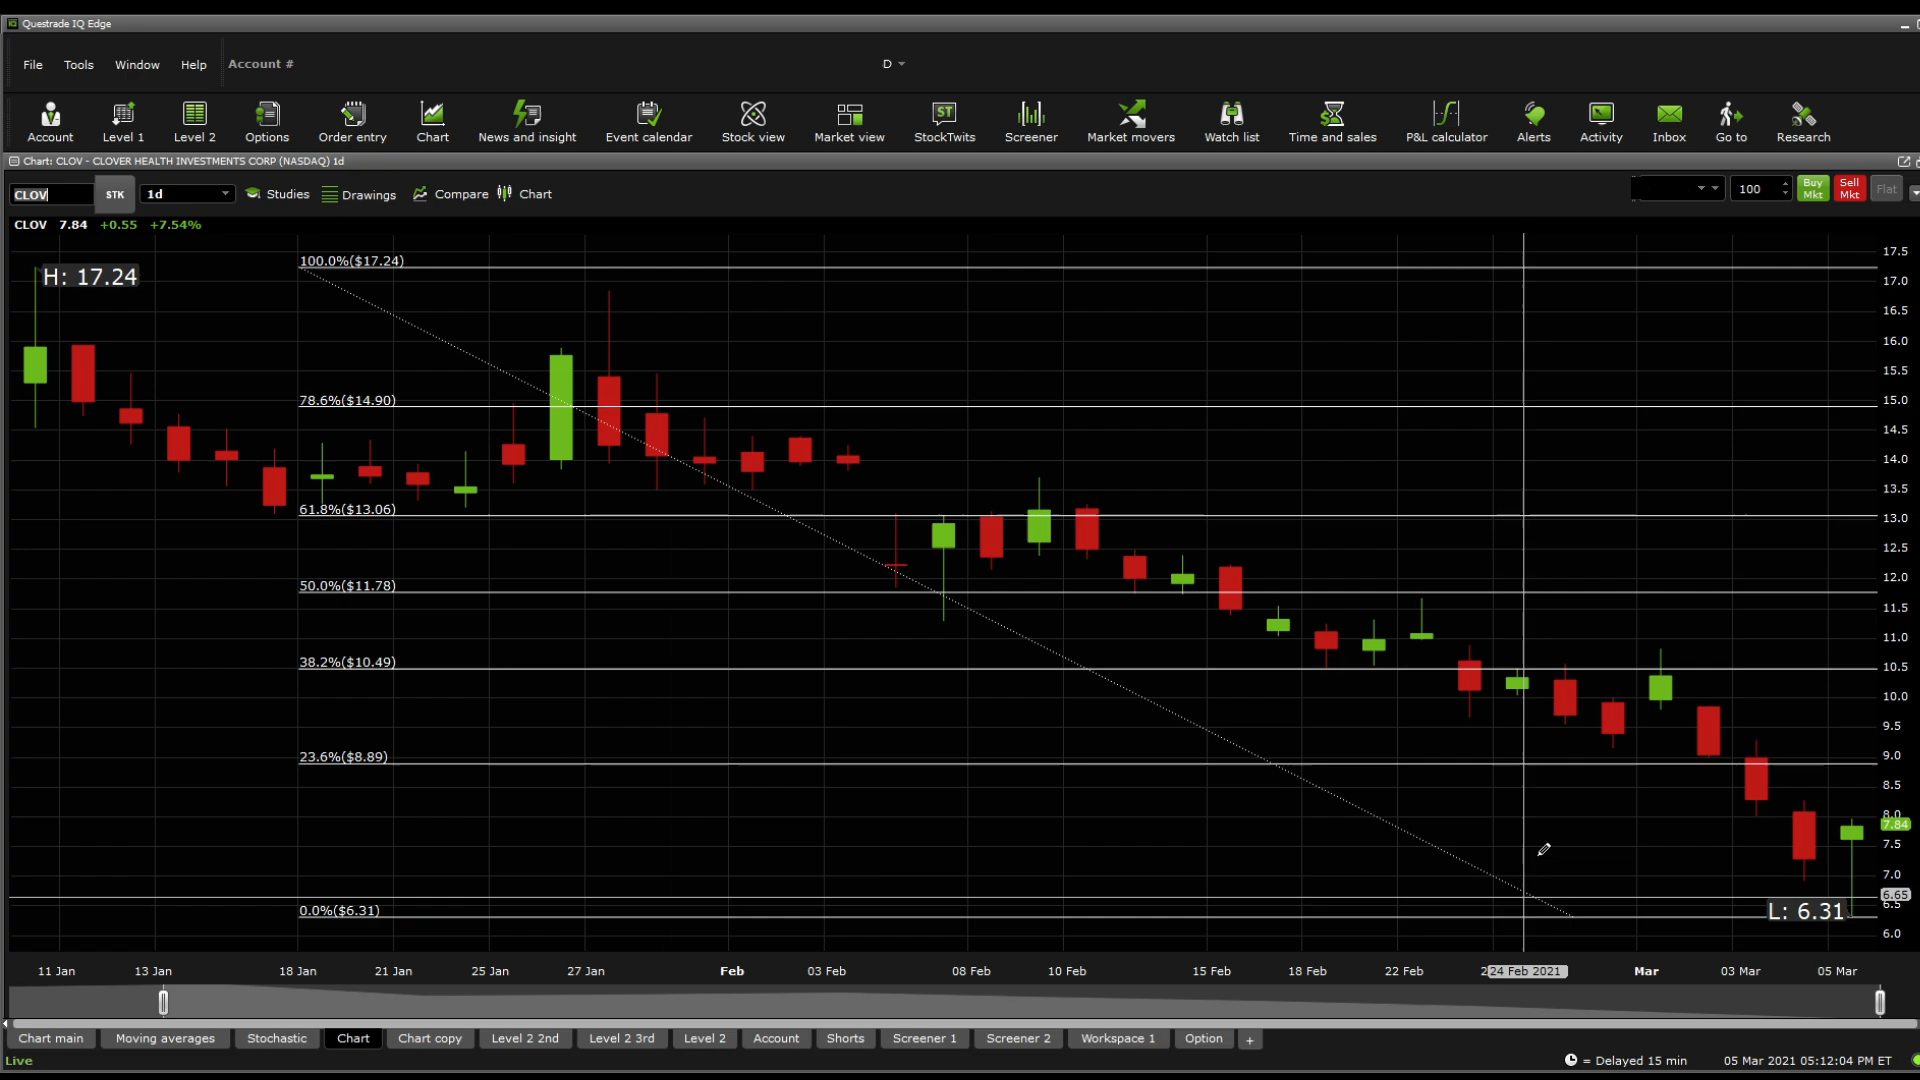 Questrade IQ Edge
File Tools Window Help Account # D
Account Level 1 Level 2 Options Order entry Chart News and insight Event calendar Stock view Market view StockTwits Screener Market movers Watch list Time and sales P&L calculator Alerts Activity Inbox Go to Research
Chart: CLOV - CLOVER HEALTH INVESTMENTS CORP (NASDAQ) 1d
CLOV STK 1d Studies Drawings Compare Chart 100 Buy Mkt Sell Mkt Flat
CLOV 7.84 +0.55 +7.54%
17.5
100.0%($17.24)
H: 17.24
17.0
16.5
16.0
15.5
78.6%($14.90) 15.0
14.5
14.0
13.5
61.8%($13.06)
13.0
12.5
12.0
50.0%($11.78)
11.5
11.0
38.2%($10.49) 10.5
10.0
9.5
23.6%($8.89) 9.0
8.5
8.0
7.84
7.5
7.0
6.65
6.5
0.0%($6.31) L: 6.31
6.0
11 Jan 13 Jan 18 Jan 21 Jan 25 Jan 27 Jan Feb 03 Feb 08 Feb 10 Feb 15 Feb 18 Feb 22 Feb 24 Feb 2021 Mar 03 Mar 05 Mar
Chart main Moving averages Stochastic Chart Chart copy Level 2 2nd Level 2 3rd Level 2 Account Shorts Screener 1 Screener 2 Workspace 1 Option +
Live = Delayed 15 min 05 Mar 2021 05:12:04 PM ET